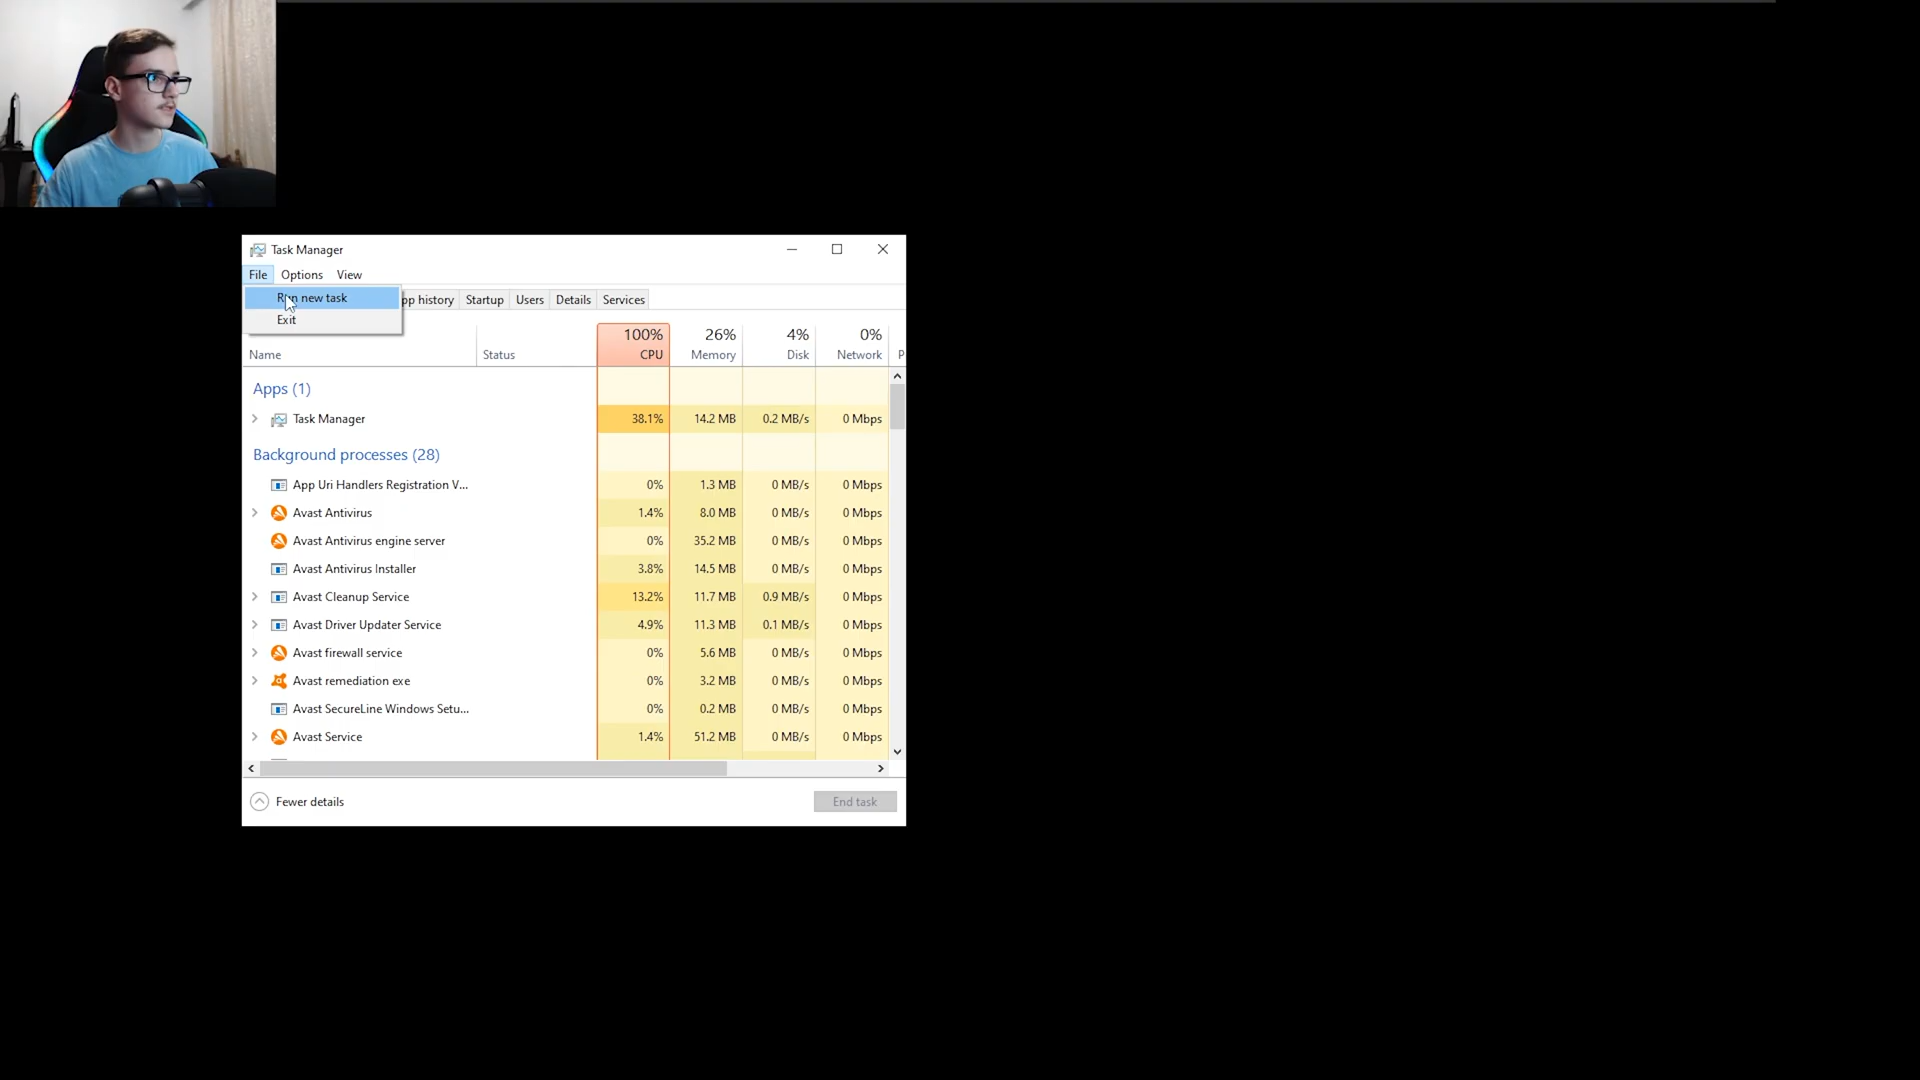 Task Manager
File Options View
Run new task
Exit
pp history Startup Users Details Services
100% 26% 4% 0%
Name Status CPU Memory Disk Network P
Apps (1)
Task Manager 38.1% 14.2 MB 0.2 MB/s 0 Mbps
Background processes (28)
App Uri Handlers Registration V... 0% 1.3 MB 0 MB/s 0 Mbps
Avast Antivirus 1.4% 8.0 MB 0 MB/s 0 Mbps
Avast Antivirus engine server 0% 35.2 MB 0 MB/s 0 Mbps
Avast Antivirus Installer 3.8% 14.5 MB 0 MB/s 0 Mbps
Avast Cleanup Service 13.2% 11.7 MB 0.9 MB/s 0 Mbps
Avast Driver Updater Service 4.9% 11.3 MB 0.1 MB/s 0 Mbps
Avast firewall service 0% 5.6 MB 0 MB/s 0 Mbps
Avast remediation exe 0% 3.2 MB 0 MB/s 0 Mbps
Avast SecureLine Windows Setu... 0% 0.2 MB 0 MB/s 0 Mbps
Avast Service 1.4% 51.2 MB 0 MB/s 0 Mbps
Fewer details End task